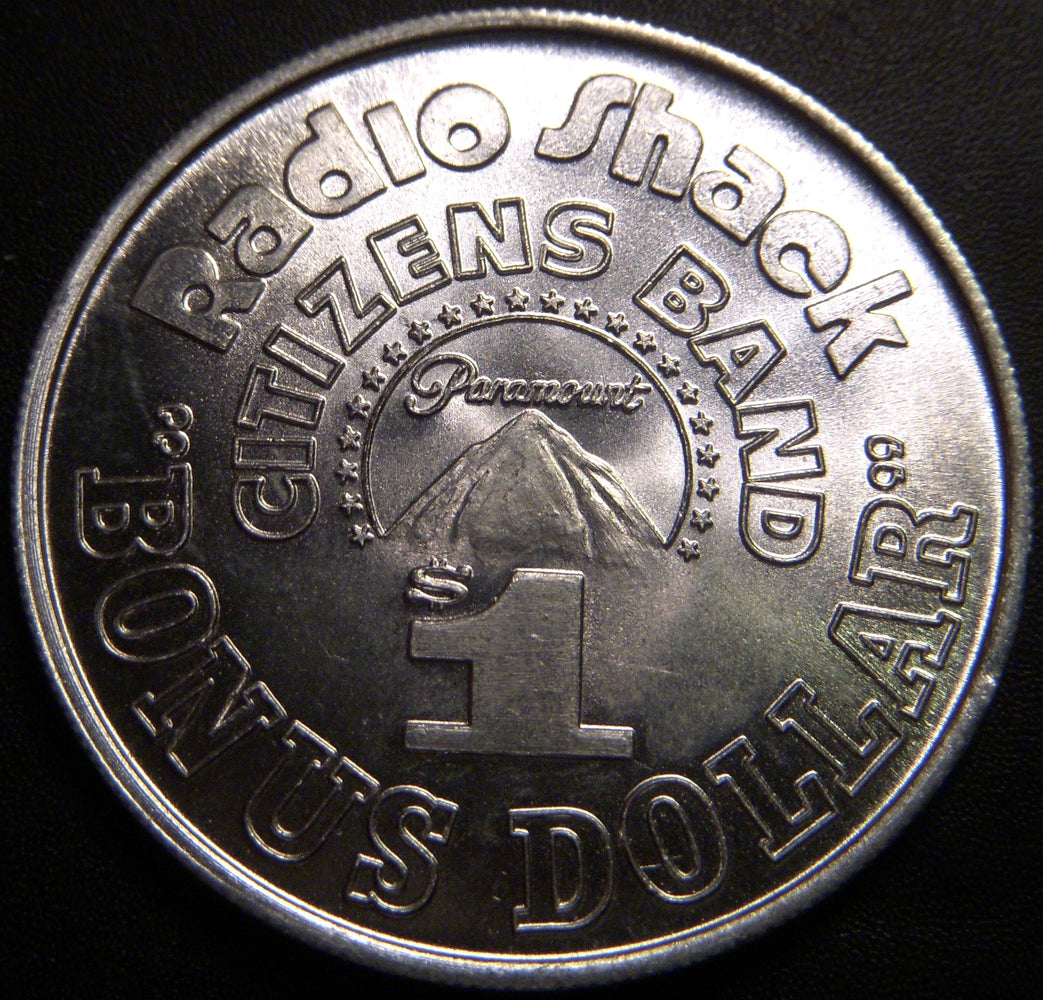 Radio Shack
CITIZENS BAND
Paramount
$1
"BONUS DOLLAR"